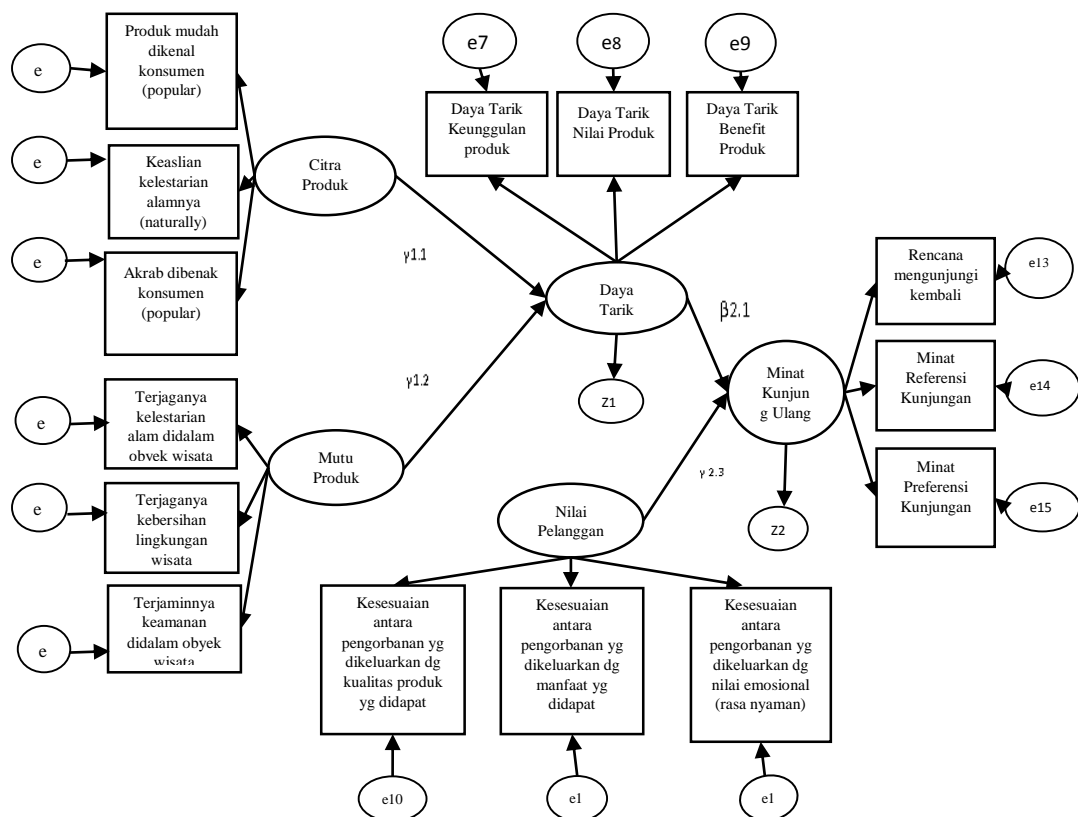 Produk mudah
dikenal
konsumen
(popular)
e
Keaslian
kelestarian
alamnya
(naturally)
e
Akrab dibenak
konsumen
(popular)
e
Citra
Produk
e7
e8
e9
Daya Tarik
Keunggulan
produk
Daya Tarik
Nilai Produk
Daya Tarik
Benefit
Produk
γ1.1
Daya
Tarik
Z1
β2.1
γ1.2
Terjaganya
kelestarian
alam didalam
obyek wisata
e
Terjaganya
kebersihan
lingkungan
wisata
e
Terjaminnya
keamanan
didalam obyek
wisata
e
Mutu
Produk
Minat
Kunjun
g Ulang
Z2
γ 2.3
Rencana
mengunjungi
kembali
e13
Minat
Referensi
Kunjungan
e14
Minat
Preferensi
Kunjungan
e15
Nilai
Pelanggan
Kesesuaian
antara
pengorbanan yg
dikeluarkan dg
kualitas produk
yg didapat
Kesesuaian
antara
pengorbanan yg
dikeluarkan dg
manfaat yg
didapat
Kesesuaian
antara
pengorbanan yg
dikeluarkan dg
nilai emosional
(rasa nyaman)
e10
e1
e1